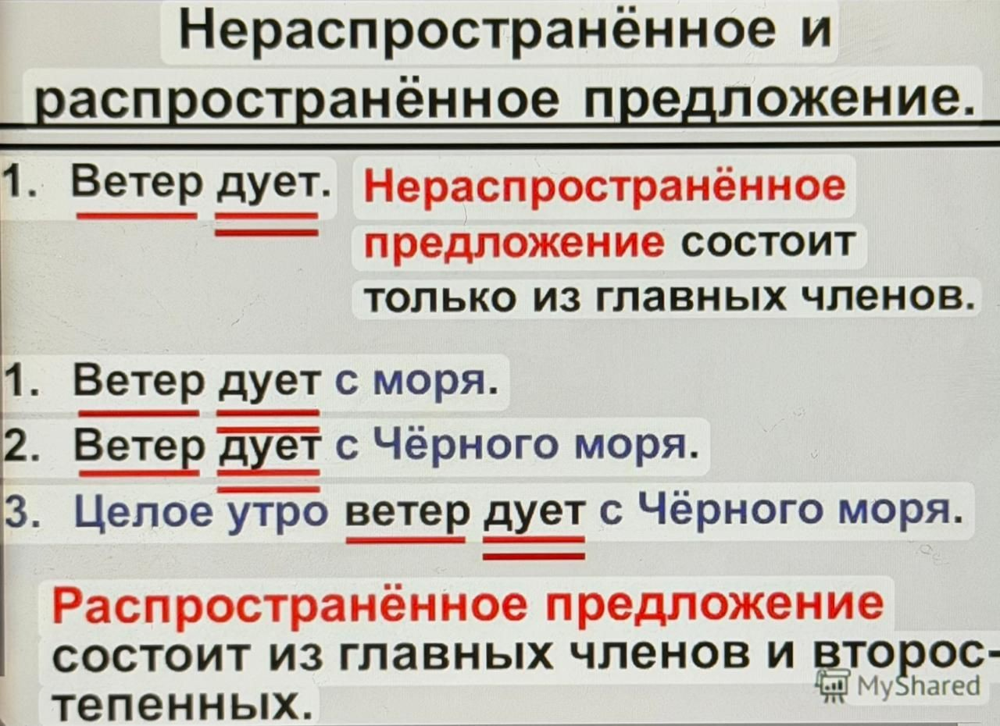 Нераспространённое и
распространённое предложение.
1. Ветер дует. Нераспространённое
предложение состоит
только из главных членов.
1. Ветер дует с моря.
2. Ветер дует с Чёрного моря.
3. Целое утро ветер дует с Чёрного моря.
Распространённое предложение
состоит из главных членов и второс-
тепенных.
MyShared